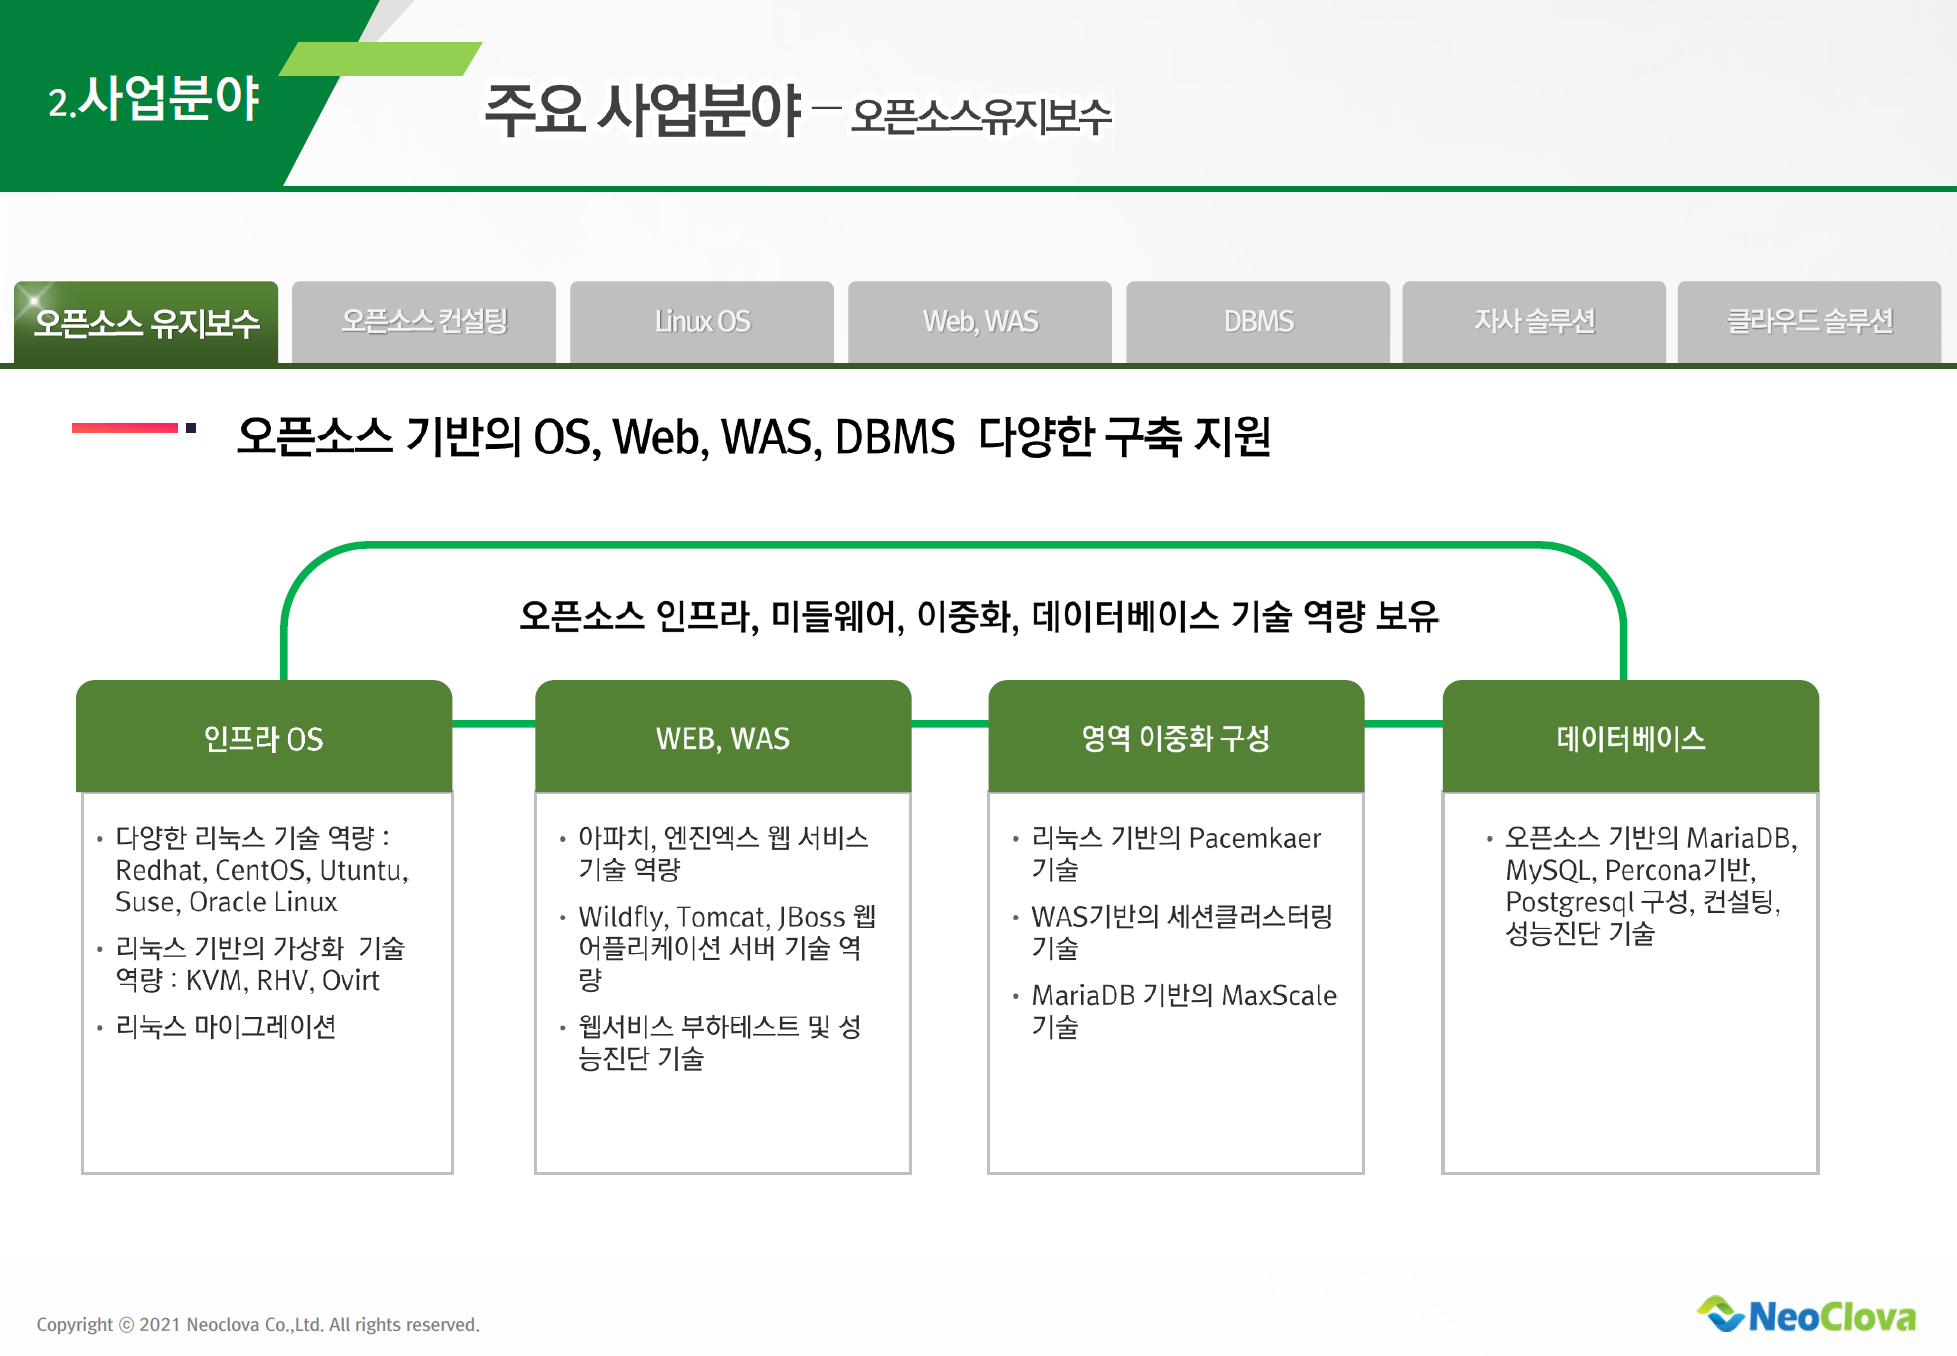 2.사업분야
주요 사업분야 – 오픈소스유지보수
오픈소스 유지보수
오픈소스 컨설팅
Linux OS
Web, WAS
DBMS
자사 솔루션
클라우드 솔루션
오픈소스 기반의 OS, Web, WAS, DBMS 다양한 구축 지원
오픈소스 인프라, 미들웨어, 이중화, 데이터베이스 기술 역량 보유
인프라 OS
• 다양한 리눅스 기술 역량 :
Redhat, CentOS, Utuntu,
Suse, Oracle Linux
• 리눅스 기반의 가상화 기술
역량 : KVM, RHV, Ovirt
• 리눅스 마이그레이션
WEB, WAS
• 아파치, 엔진엑스 웹 서비스
기술 역량
• Wildfly, Tomcat, JBoss 웹
어플리케이션 서버 기술 역
량
• 웹서비스 부하테스트 및 성
능진단 기술
영역 이중화 구성
• 리눅스 기반의 Pacemkaer
기술
• WAS기반의 세션클러스터링
기술
• MariaDB 기반의 MaxScale
기술
데이터베이스
• 오픈소스 기반의 MariaDB,
MySQL, Percona기반,
Postgresql 구성, 컨설팅,
성능진단 기술
Copyright ⓒ 2021 Neoclova Co.,Ltd. All rights reserved.
NeoClova